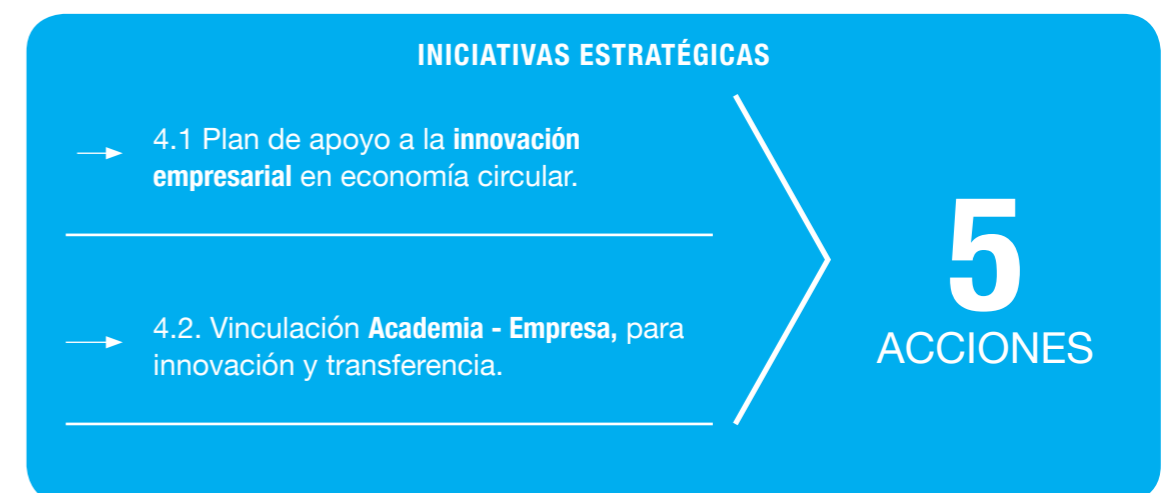 INICIATIVAS ESTRATÉGICAS
4.1 Plan de apoyo a la innovación
empresarial en economía circular.
4.2. Vinculación Academia - Empresa, para
innovación y transferencia.
5
ACCIONES